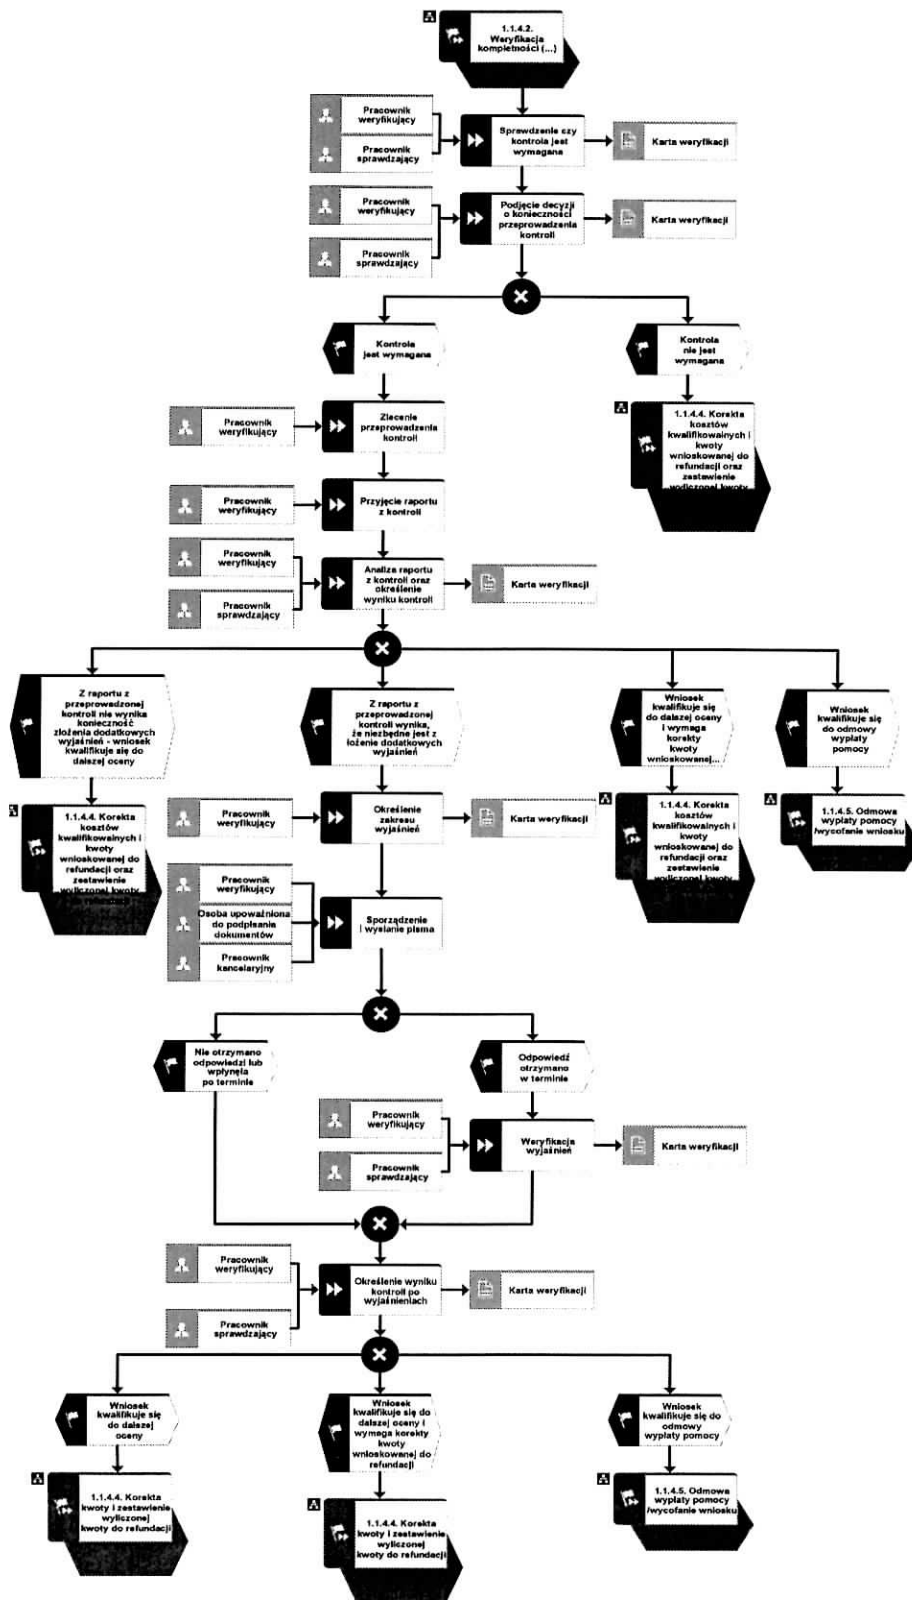 1.1.4.2.
Weryfikacja
kompletności (...)
Pracownik
weryfikujący
Pracownik
sprawdzający
Sprawdzenie czy
kontrola jest
wymagana
Karta weryfikacji
Pracownik
weryfikujący
Pracownik
sprawdzający
Podjęcie decyzji
o konieczności
przeprowadzenia
kontroli
Karta weryfikacji
Kontrola
jest wymagana
Kontrola
nie jest
wymagana
Pracownik
weryfikujący
Zlecenie
przeprowadzenia
kontroli
1.1.4.4. Korekta
kosztów
kwalifikowalnych i
kwoty
wnioskowanej do
refundacji oraz
zestawienie
wyliczonej kwoty
Pracownik
weryfikujący
Przyjęcie raportu
z kontroli
Pracownik
weryfikujący
Pracownik
sprawdzający
Analiza raportu
z kontroli oraz
określenie
wyniku kontroli
Karta weryfikacji
Z raportu z
przeprowadzonej
kontroli nie wynika
konieczność
złożenia dodatkowych
wyjaśnień - wniosek
kwalifikuje się do
dalszej oceny
Z raportu z
przeprowadzonej
kontroli wynika,
że niezbędne jest z
łożenie dodatkowych
wyjaśnień
Wniosek
kwalifikuje się
do dalszej oceny
i wymaga
korekty
kwoty
wnioskowanej...
Wniosek
kwalifikuje się
do odmowy
wypłaty
pomocy
1.1.4.4. Korekta
kosztów
kwalifikowalnych i
kwoty
wnioskowanej do
refundacji oraz
zestawienie
wyliczonej kwoty
do refundacji
Pracownik
weryfikujący
Określenie
zakresu
wyjaśnień
Karta weryfikacji
1.1.4.4. Korekta
kosztów
kwalifikowalnych i
kwoty
wnioskowanej do
refundacji oraz
zestawienie
wyliczonej kwoty
1.1.4.5. Odmowa
wypłaty pomocy
/wycofanie wniosku
Pracownik
weryfikujący
Osoba upoważniona
do podpisania
dokumentów
Pracownik
kancelaryjny
Sporządzenie
i wysłanie pisma
Nie otrzymano
odpowiedzi lub
wpłynęła
po terminie
Odpowiedź
otrzymano
w terminie
Pracownik
weryfikujący
Pracownik
sprawdzający
Weryfikacja
wyjaśnień
Karta weryfikacji
Pracownik
weryfikujący
Pracownik
sprawdzający
Określenie wyniku
kontroli po
wyjaśnieniach
Karta weryfikacji
Wniosek
kwalifikuje się
do dalszej
oceny
Wniosek
kwalifikuje się do
dalszej oceny i
wymaga korekty
kwoty
wnioskowanej do
refundacji
Wniosek
kwalifikuje się do
odmowy
wypłaty pomocy
1.1.4.4. Korekta
kwoty i zestawienie
wyliczonej
kwoty do refundacji
1.1.4.4. Korekta
kwoty i zestawienie
wyliczonej
kwoty do refundacji
1.1.4.5. Odmowa
wypłaty pomocy
/wycofanie wniosku